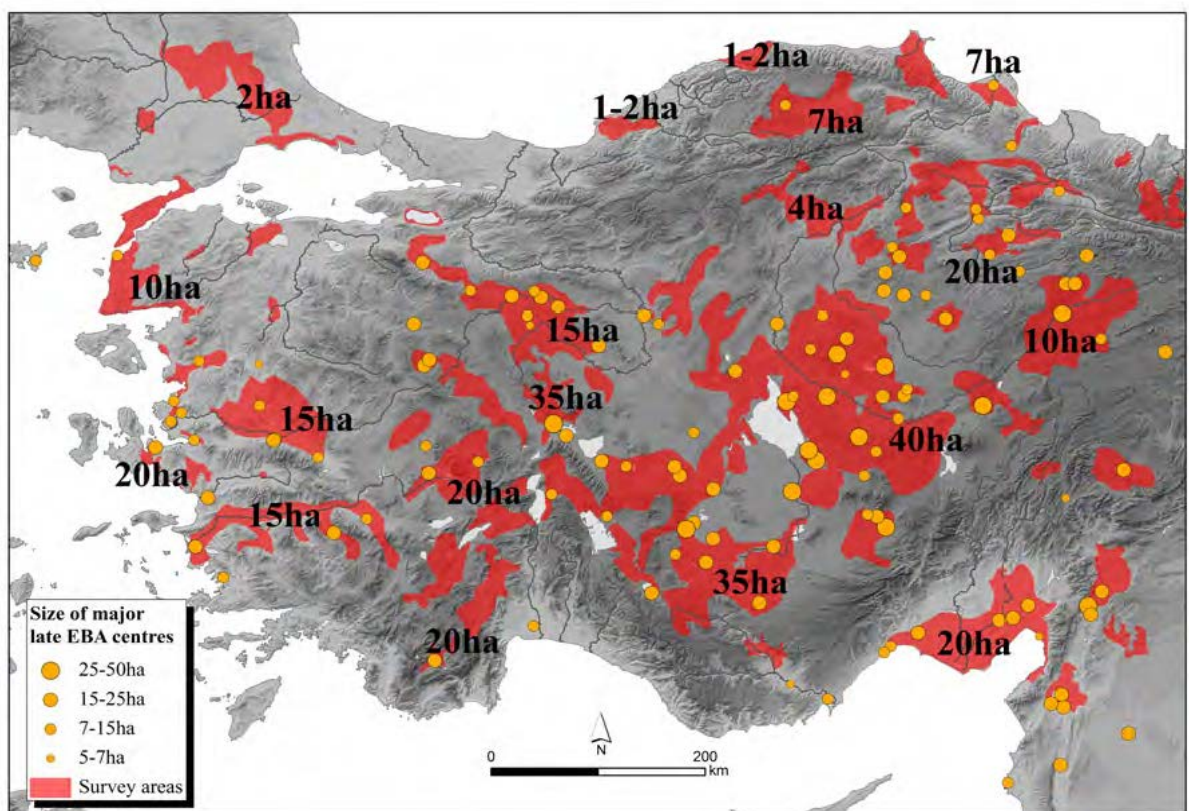 1-2ha
7ha
2ha
1-2ha
7ha
4ha
20ha
10ha
15ha
10ha
35ha
15ha
40ha
20ha
20ha
15ha
35ha
20ha
20ha
Size of major
late EBA centres
25-50ha
15-25ha
7-15ha
5-7ha
Survey areas
N
0 200
km